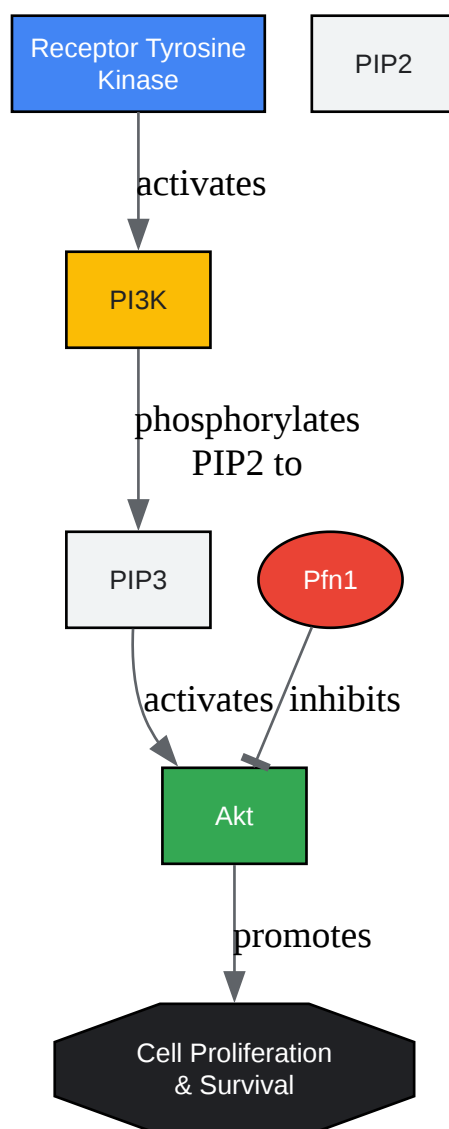 Receptor Tyrosine
Kinase
PIP2
activates
PI3K
phosphorylates
PIP2 to
PIP3
Pfn1
activates
inhibits
Akt
promotes
Cell Proliferation
& Survival